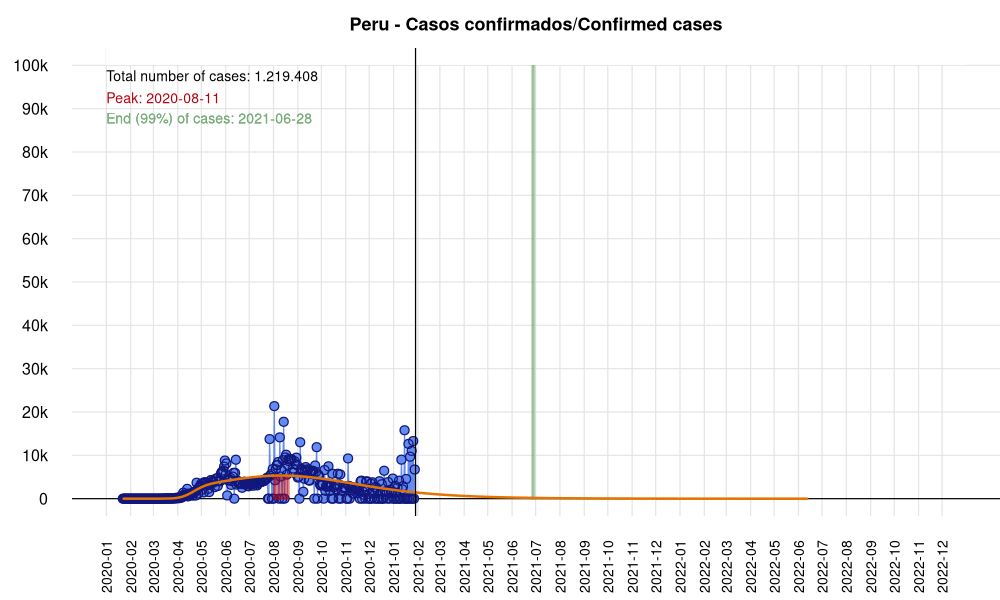 Peru - Casos confirmados/Confirmed cases
Total number of cases: 1.219.408
Peak: 2020-08-11
End (99%) of cases: 2021-06-28
100k
90k
80k
70k
60k
50k
40k
30k
20k
10k
0
2020-01
2020-02
2020-03
2020-04
2020-05
2020-06
2020-07
2020-08
2020-09
2020-10
2020-11
2020-12
2021-01
2021-02
2021-03
2021-04
2021-05
2021-06
2021-07
2021-08
2021-09
2021-10
2021-11
2021-12
2022-01
2022-02
2022-03
2022-04
2022-05
2022-06
2022-07
2022-08
2022-09
2022-10
2022-11
2022-12